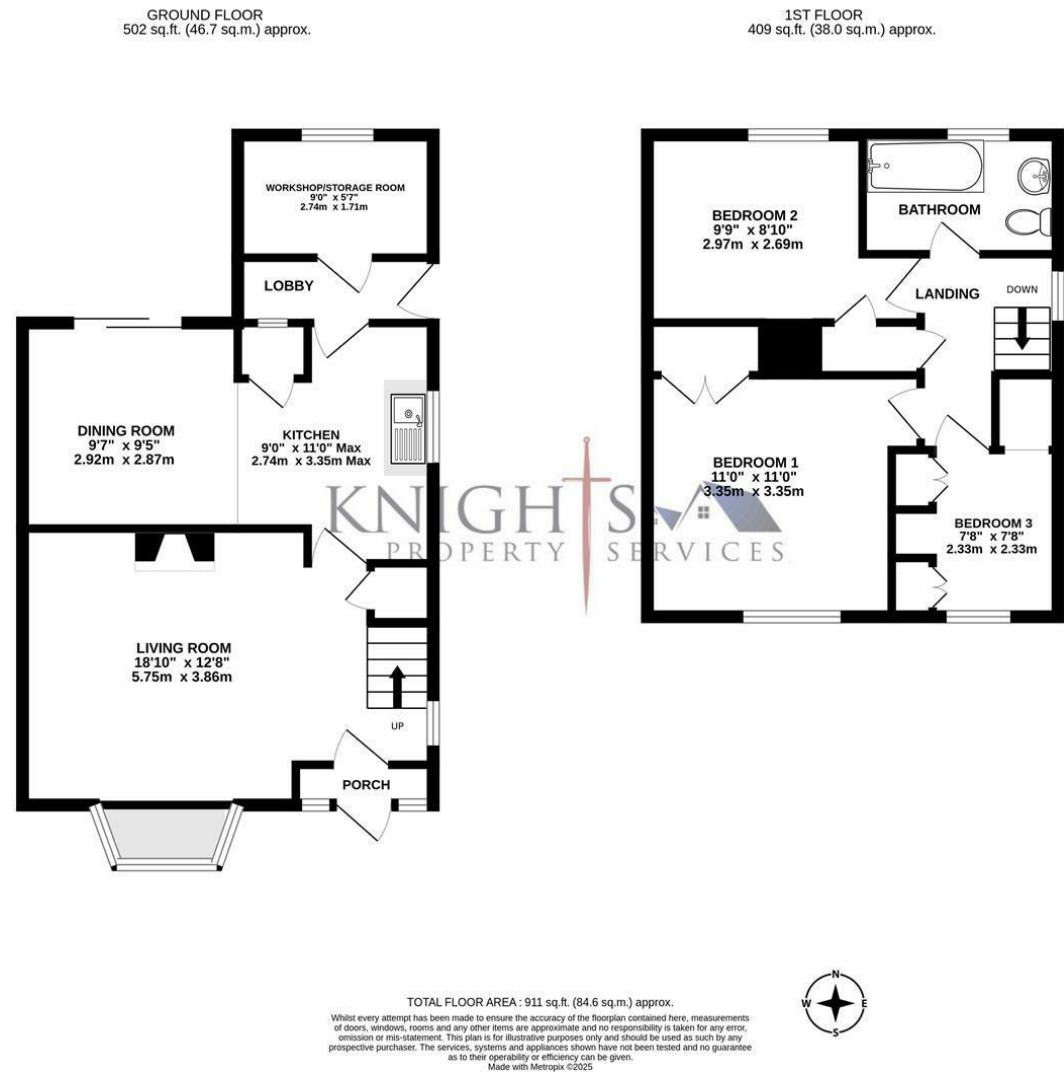 GROUND FLOOR
502 sq.ft. (46.7 sq.m.) approx.
WORKSHOP/STORAGE ROOM
9'0" x 5'7"
2.74m x 1.71m
LOBBY
DINING ROOM
9'7" x 9'5"
2.92m x 2.87m
KITCHEN
9'0" x 11'0" Max
2.74m x 3.35m Max
LIVING ROOM
18'10" x 12'8"
5.75m x 3.86m
UP
PORCH
1ST FLOOR
409 sq.ft. (38.0 sq.m.) approx.
BEDROOM 2
9'9" x 8'10"
2.97m x 2.69m
BATHROOM
LANDING
DOWN
BEDROOM 1
11'0" x 11'0"
3.35m x 3.35m
BEDROOM 3
7'8" x 7'8"
2.33m x 2.33m
KNIGHTS
PROPERTY SERVICES
N
W E
S
TOTAL FLOOR AREA : 911 sq.ft. (84.6 sq.m.) approx.
Whilst every attempt has been made to ensure the accuracy of the floorplan contained here, measurements
of doors, windows, rooms and any other items are approximate and no responsibility is taken for any error,
omission or mis-statement. This plan is for illustrative purposes only and should be used as such by any
prospective purchaser. The services, systems and appliances shown have not been tested and no guarantee
as to their operability or efficiency can be given.
Made with Metropix ©2025